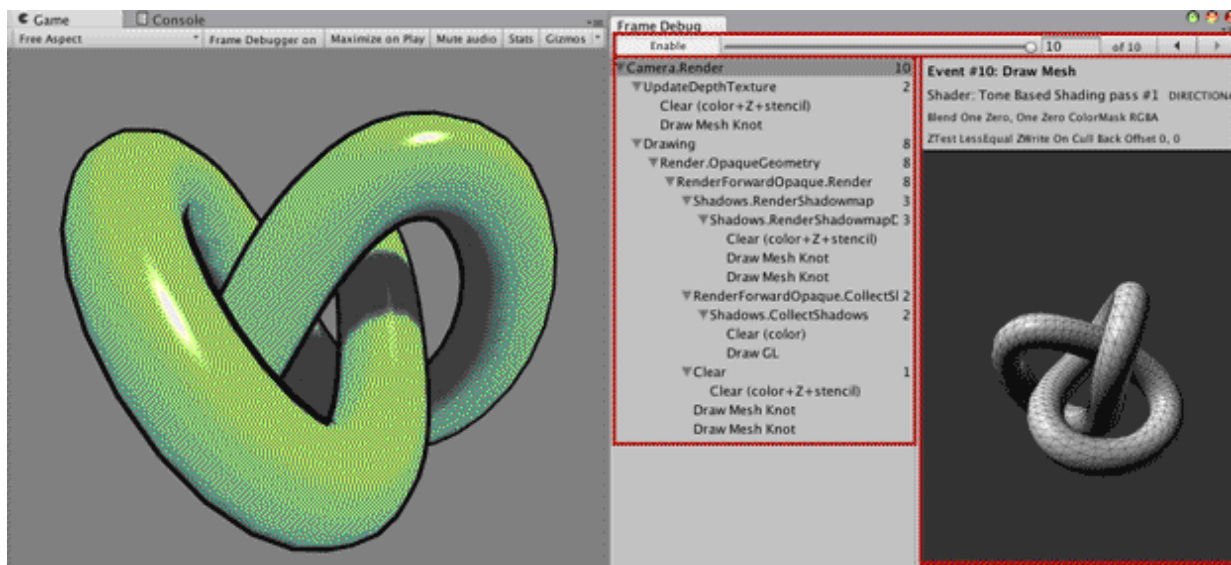 Game
Console
Free Aspect
Frame Debugger on
Maximize on Play
Mute audio
Stats
Gizmos
Frame Debug
Enable
10
of 10
Camera.Render 10
UpdateDepthTexture 2
Clear (color+Z+stencil)
Draw Mesh Knot
Drawing 8
Render.OpaqueGeometry 8
RenderForwardOpaque.Render 8
Shadows.RenderShadowmap 3
Shadows.RenderShadowmapD 3
Clear (color+Z+stencil)
Draw Mesh Knot
Draw Mesh Knot
RenderForwardOpaque.CollectSl 2
Shadows.CollectShadows 2
Clear (color)
Draw GL
Clear 1
Clear (color+Z+stencil)
Draw Mesh Knot
Draw Mesh Knot
Event #10: Draw Mesh
Shader: Tone Based Shading pass #1 DIRECTIONA
Blend One Zero, One Zero ColorMask RGBA
ZTest LessEqual ZWrite On Cull Back Offset 0, 0